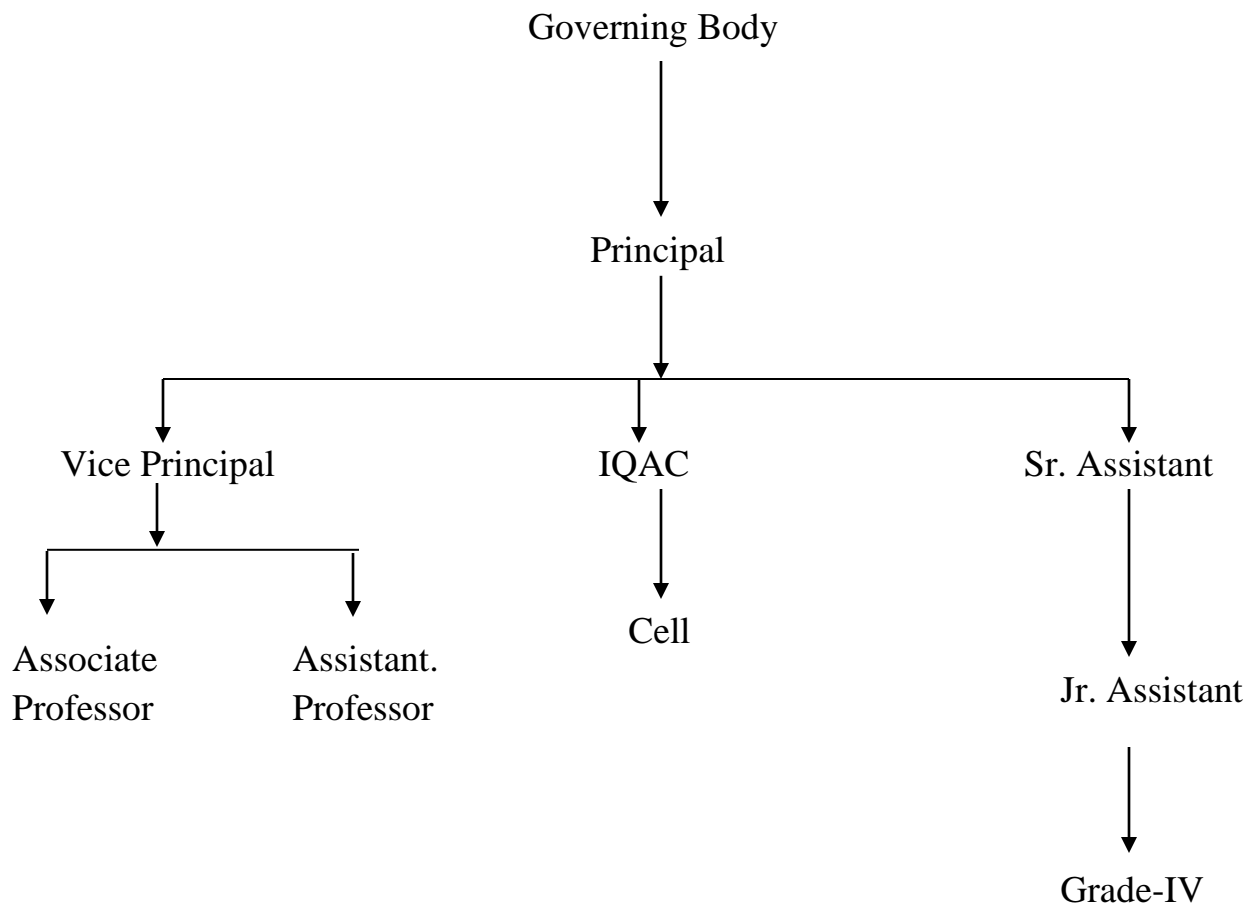 Governing Body
Principal
Vice Principal
IQAC
Sr. Assistant
Associate
Professor
Assistant.
Professor
Cell
Jr. Assistant
Grade-IV